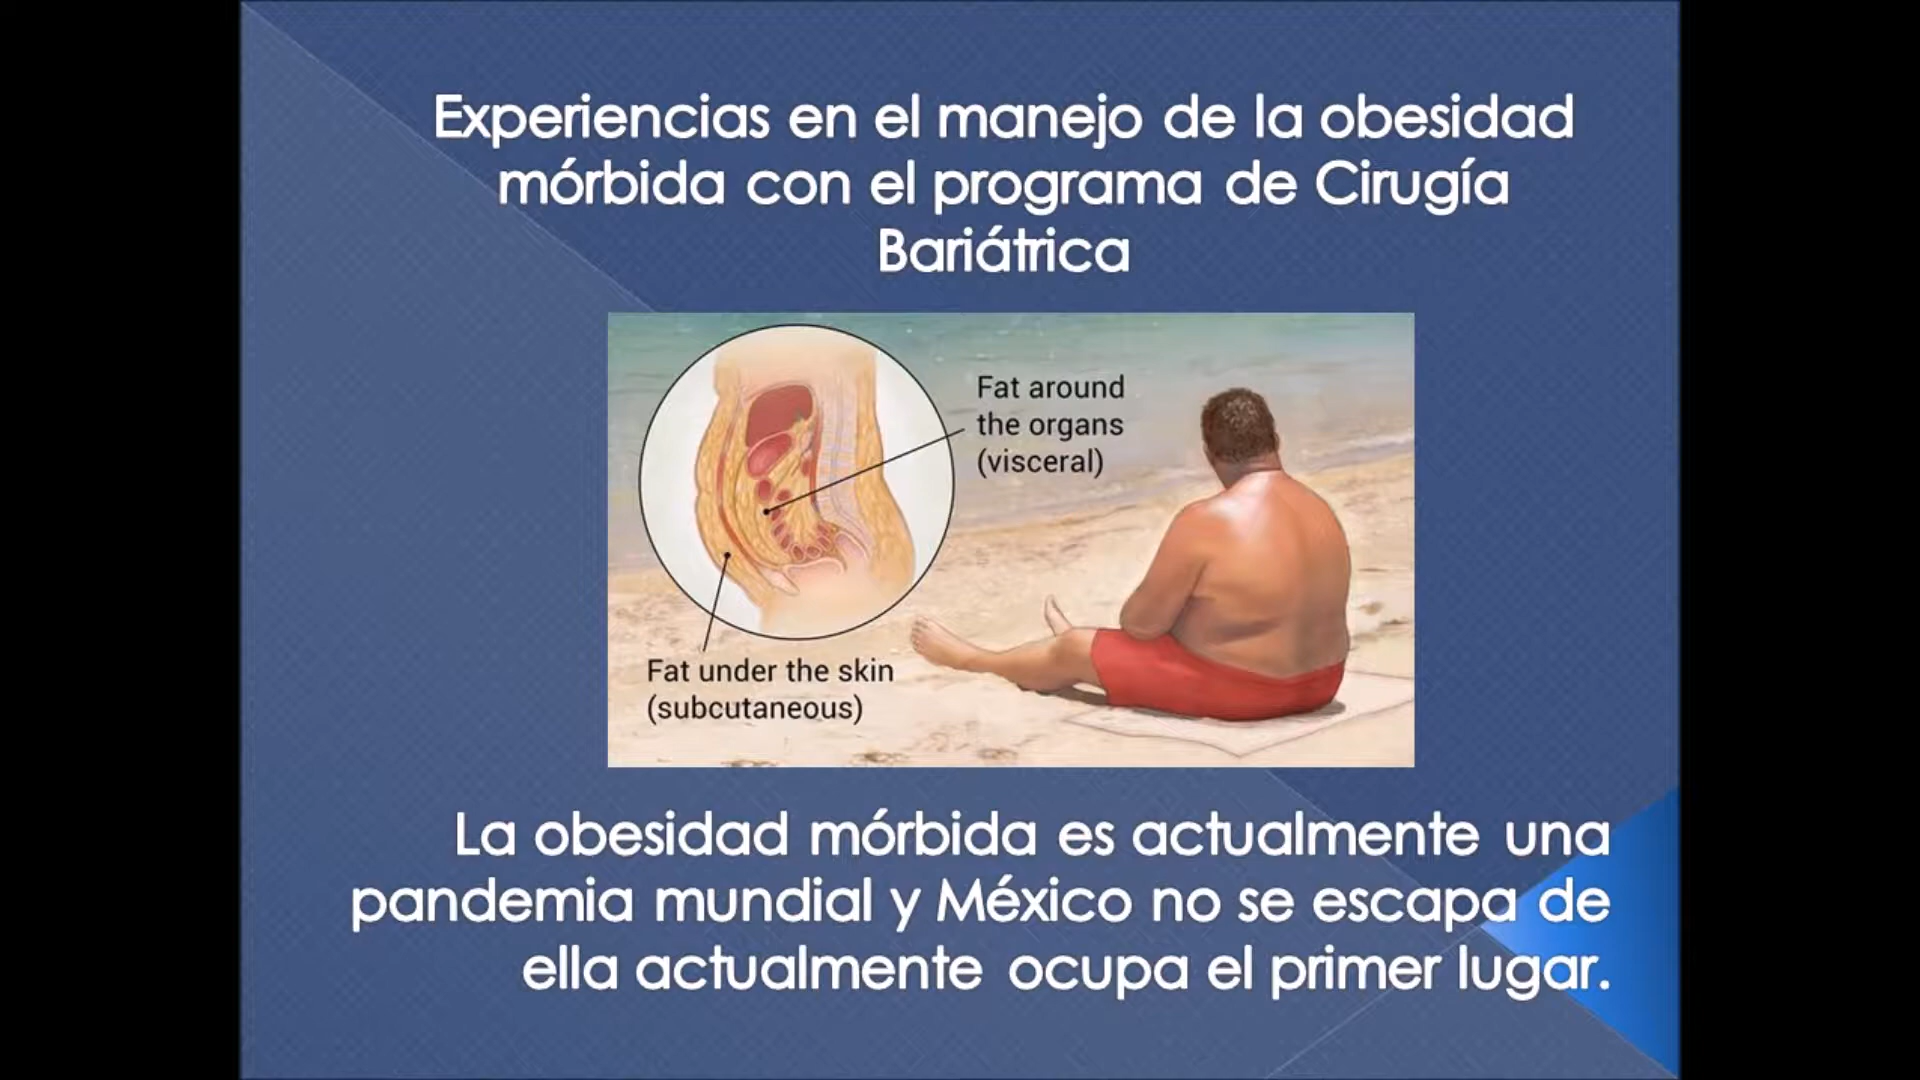 Experiencias en el manejo de la obesidad
mórbida con el programa de Cirugía
Bariátrica
Fat around
the organs
(visceral)
Fat under the skin
(subcutaneous)
La obesidad mórbida es actualmente una
pandemia mundial y México no se escapa de
ella actualmente ocupa el primer lugar.